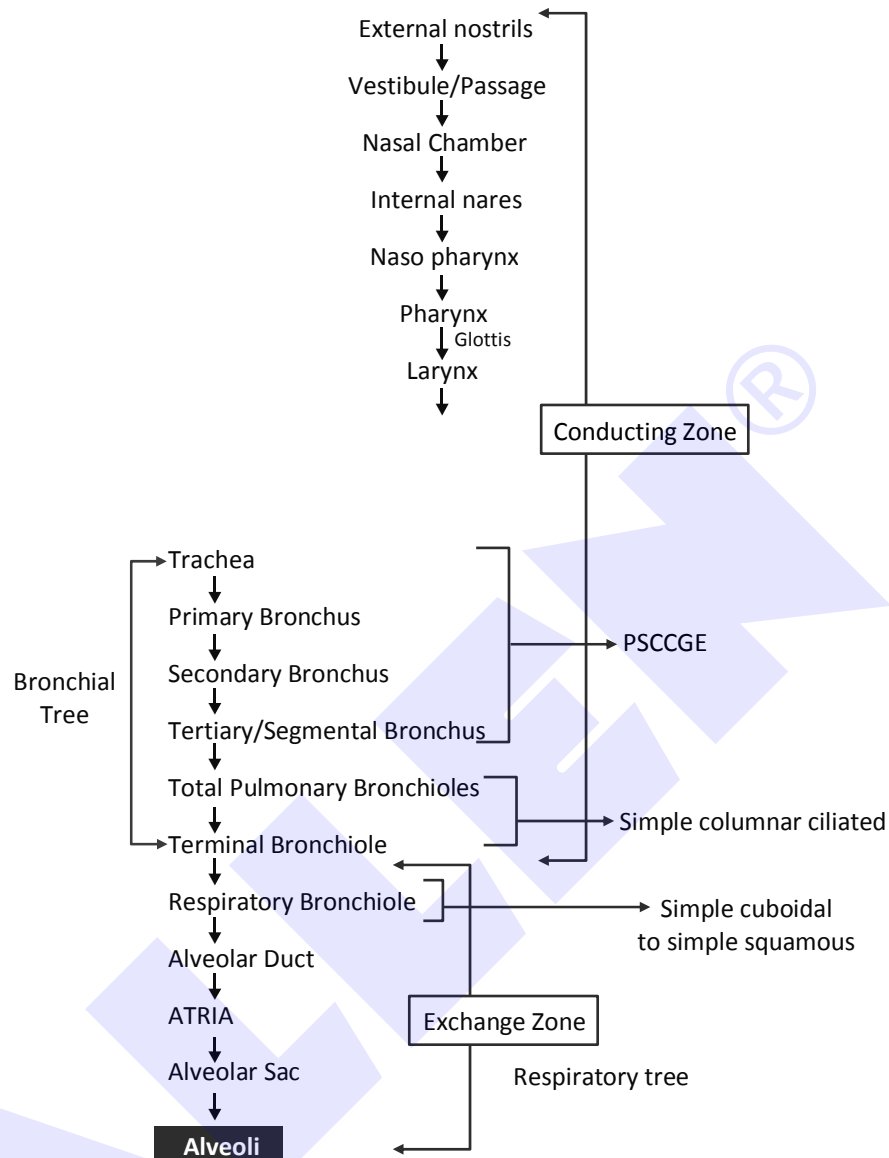 External nostrils
Vestibule/Passage
Nasal Chamber
Internal nares
Naso pharynx
Pharynx
Glottis
Larynx
Conducting Zone
Trachea
Primary Bronchus
PSCCGE
Secondary Bronchus
Bronchial
Tree
Tertiary/Segmental Bronchus
Total Pulmonary Bronchioles
Simple columnar ciliated
Terminal Bronchiole
Respiratory Bronchiole
Simple cuboidal
to simple squamous
Alveolar Duct
ATRIA
Exchange Zone
Alveolar Sac
Respiratory tree
Alveoli
ALLEN®